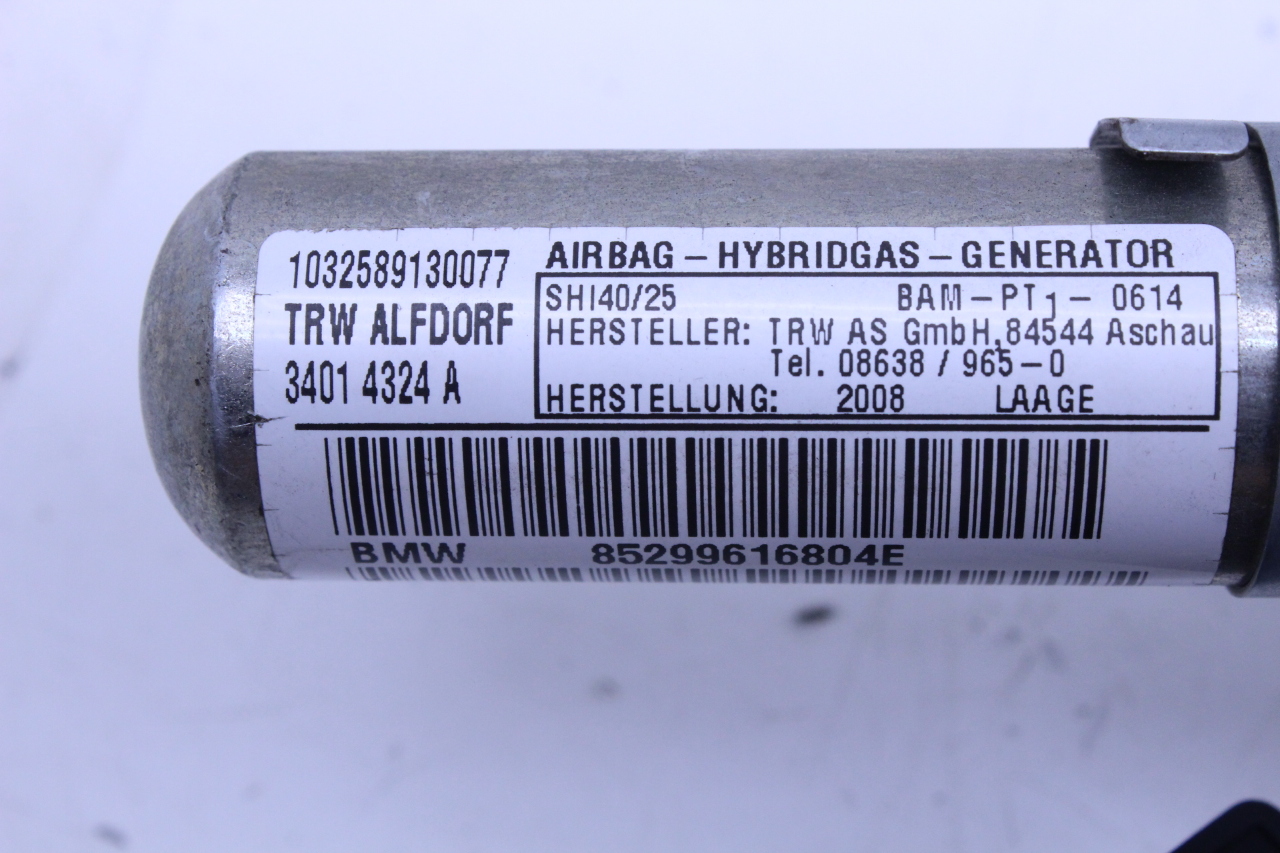 1032589130077
TRW ALFDORF
3401 4324 A
AIRBAG – HYBRIDGAS – GENERATOR
SHI40/25 BAM – PT1 – 0614
HERSTELLER: TRW AS GmbH, 84544 Aschau
Tel. 08638 / 965–0
HERSTELLUNG: 2008 LAAGE
BMW 85299616804E